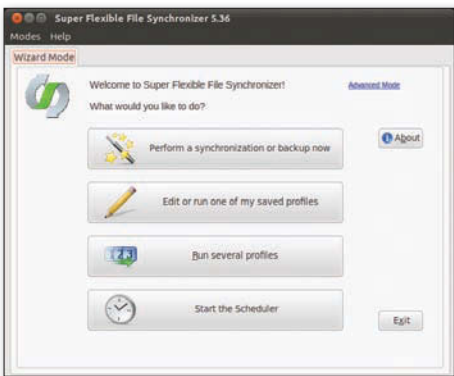 Super Flexible File Synchronizer 5.36
Modes Help
Wizard Mode
Welcome to Super Flexible File Synchronizer!
Advanced Mode
What would you like to do?
Perform a synchronization or backup now
About
Edit or run one of my saved profiles
123
Run several profiles
Start the Scheduler
Exit